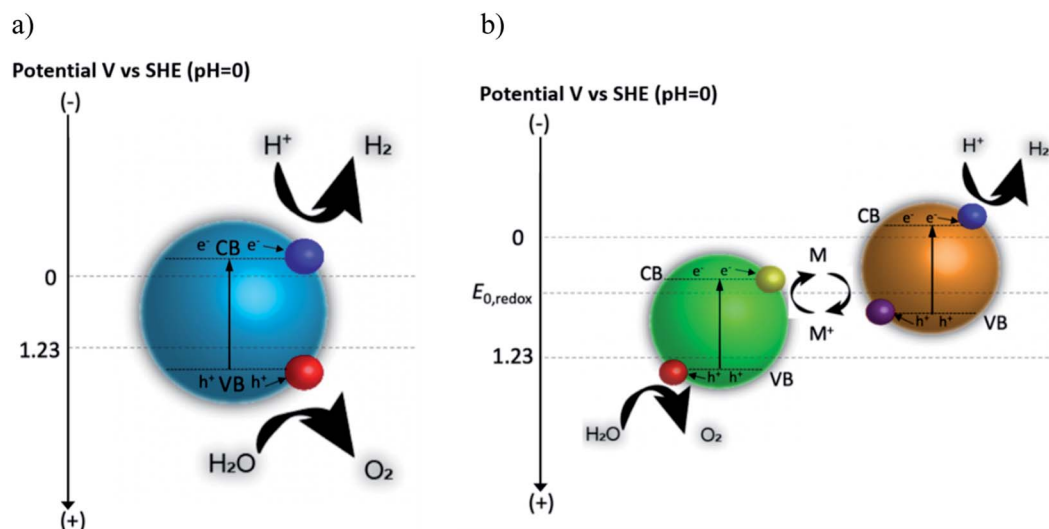 a)
Potential V vs SHE (pH=0)
(-)
H⁺ H₂
e⁻ CB e⁻
0
1.23
h⁺ VB h⁺
H₂O O₂
(+)
b)
Potential V vs SHE (pH=0)
(-)
H⁺ H₂
CB e⁻ e⁻
0
CB e⁻ e⁻ M
E₀,redox
M⁺ h⁺ h⁺ VB
1.23
h⁺ h⁺ VB
H₂O O₂
(+)